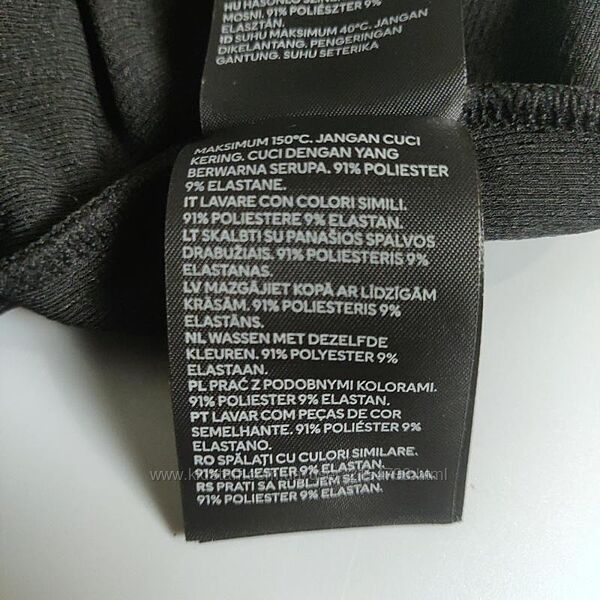 HU HASONLÓ
MOSNI. 91% POLIÉSZTER 9%
ELASZTÁN.
ID SUHU MAKSIMUM 40°C. JANGAN
DIKELANTANG. PENGERINGAN
GANTUNG. SUHU SETERIKA
MAKSIMUM 150°C. JANGAN CUCI
KERING. CUCI DENGAN YANG
BERWARNA SERUPA. 91% POLIESTER
9% ELASTANE.
IT LAVARE CON COLORI SIMILI.
91% POLIESTERE 9% ELASTAN.
LT SKALBTI SU PANAŠIOS SPALVOS
DRABUŽIAIS. 91% POLIESTERIS 9%
ELASTANAS.
LV MAZGĀJIET KOPĀ AR LĪDZĪGĀM
KRĀSĀM. 91% POLIESTERIS 9%
ELASTĀNS.
NL WASSEN MET DEZELFDE
KLEUREN. 91% POLYESTER 9%
ELASTAAN.
PL PRAĆ Z PODOBNYMI KOLORAMI.
91% POLIESTER 9% ELASTAN.
PT LAVAR COM PEÇAS DE COR
SEMELHANTE. 91% POLIÉSTER 9%
ELASTANO.
RO SPĂLAȚI CU CULORI SIMILARE.
91% POLIESTER 9% ELASTAN.
RS PRATI SA RUBLJEM SLIČNIH BOJA.
91% POLIESTER 9% ELASTAN.